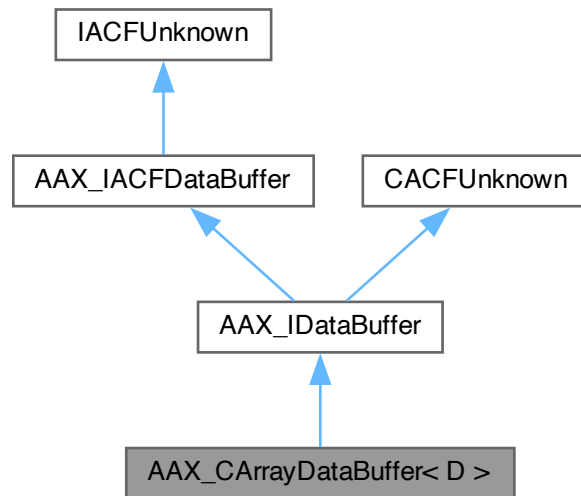 IACFUnknown
AAX_IACFDataBuffer
CACFUnknown
AAX_IDataBuffer
AAX_CArrayDataBuffer< D >